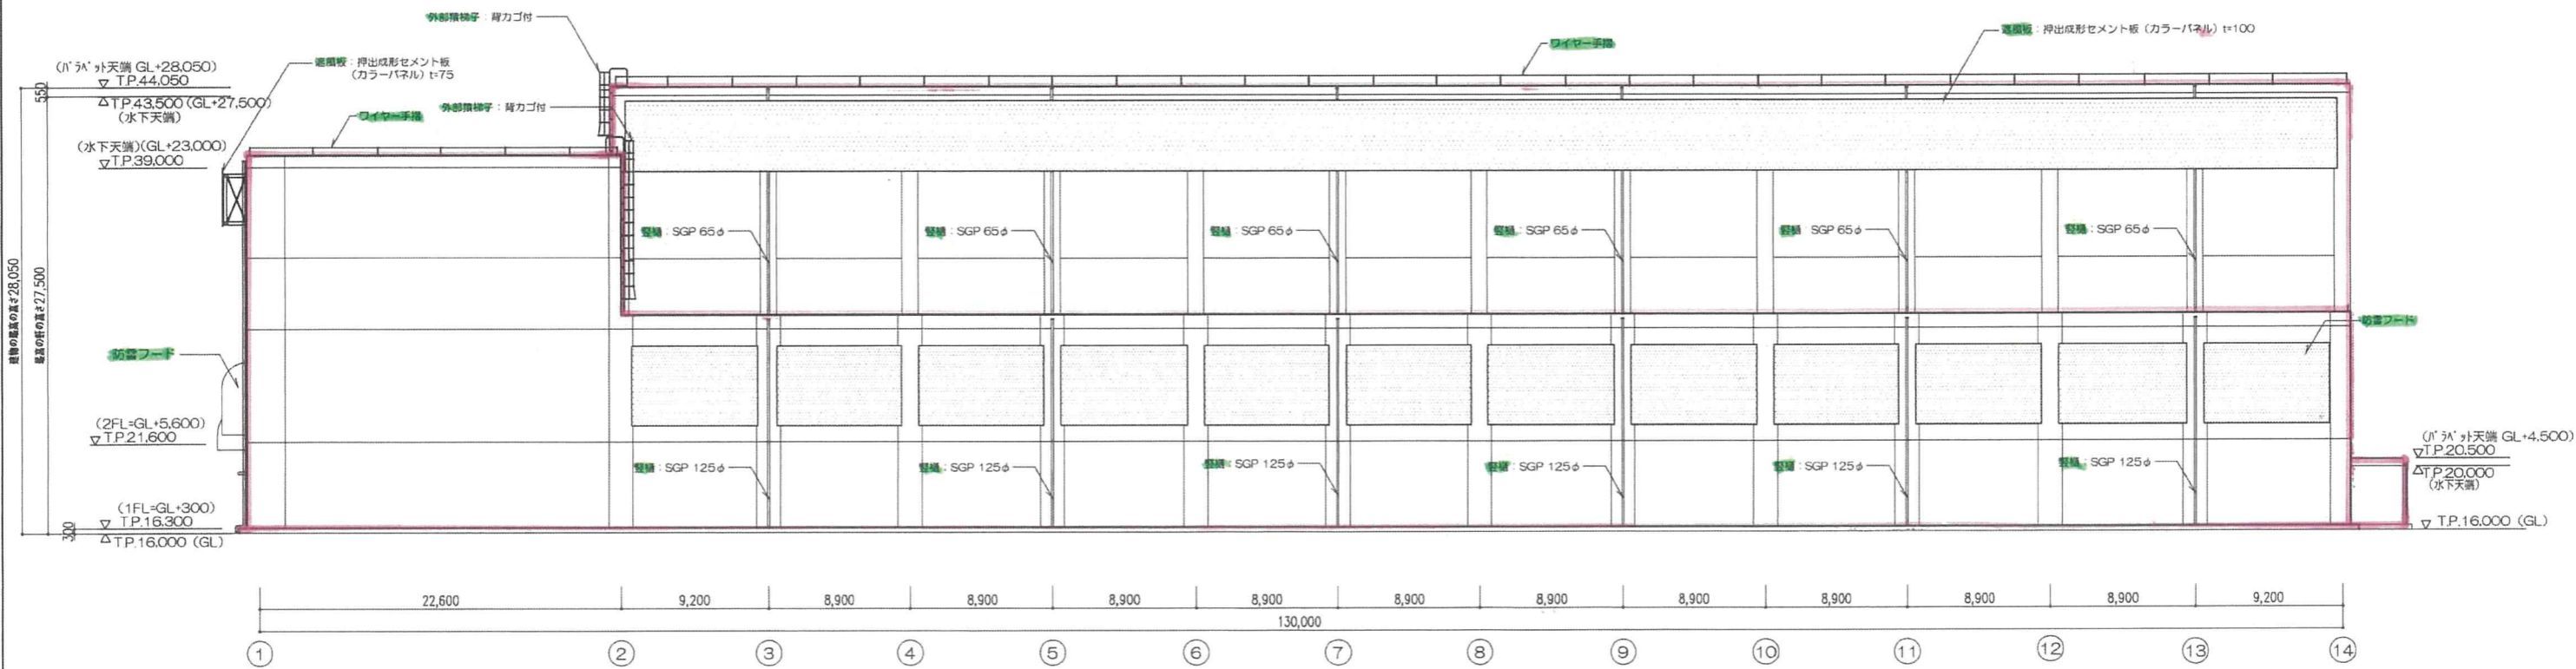 外部猿梯子：背カゴ付
遮風板：押出成形セメント板（カラーパネル）t=100
ワイヤー手摺
(パラペット天端 GL+28.050)
▽ T.P.44.050
遮風板：押出成形セメント板
（カラーパネル）t=75
550
△T.P.43.500 (GL+27,500)
(水下天端)
外部猿梯子：背カゴ付
ワイヤー手摺
(水下天端)(GL+23.000)
▽T.P.39.000
竪樋：SGP 65φ
竪樋：SGP 65φ
竪樋：SGP 65φ
竪樋：SGP 65φ
竪樋 SGP 65φ
竪樋：SGP 65φ
建物の最高の高さ28,050
最高の軒の高さ27,500
防雪フード
防雪フード
(2FL=GL+5,600)
▽T.P.21.600
(パラペット天端 GL+4.500)
▽T.P.20.500
△T.P.20.000
(水下天端)
竪樋：SGP 125φ
竪樋：SGP 125φ
竪樋：SGP 125φ
竪樋：SGP 125φ
竪樋：SGP 125φ
竪樋：SGP 125φ
(1FL=GL+300)
▽ T.P.16.300
300
△T.P.16.000 (GL)
▽ T.P.16.000 (GL)
22,600 9,200 8,900 8,900 8,900 8,900 8,900 8,900 8,900 8,900 8,900 8,900 9,200
130,000
① ② ③ ④ ⑤ ⑥ ⑦ ⑧ ⑨ ⑩ ⑪ ⑫ ⑬ ⑭